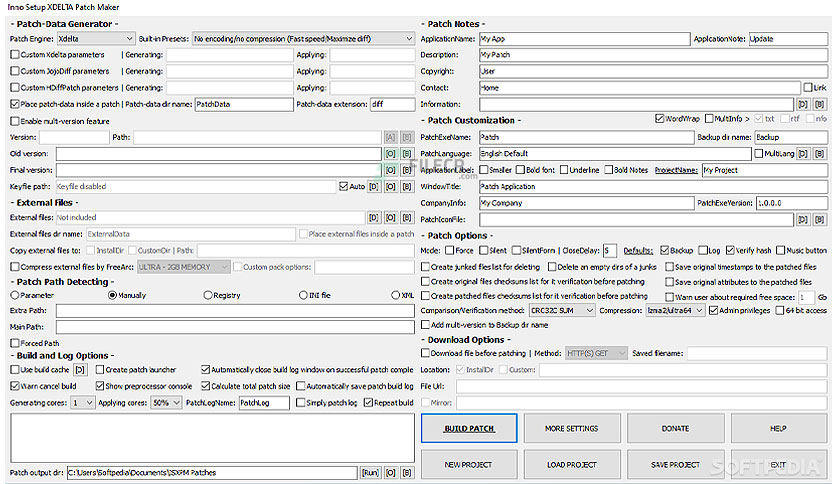 Inno Setup XDELTA Patch Maker
- Patch-Data Generator -
Patch Engine: Xdelta Built-in Presets: No encoding/no compression (Fast speed|Maximize diff)
Custom Xdelta parameters | Generating: Applying:
Custom JojoDiff parameters | Generating: Applying:
Custom HDiffPatch parameters | Generating: Applying:
Place patch-data inside a patch | Patch-data dir name: PatchData Patch-data extension: diff
Enable multi-version feature
Version: Path: [A] [B]
Old version: [O] [B]
Final version: [O] [B]
Keyfile path: Keyfile disabled Auto [D] [O] [B]
- External Files -
External files: Not included [D] [O] [B]
External files dir name: ExternalData Place external files inside a patch
Copy external files to: InstallDir CustomDir | Path:
Compress external files by FreeArc: ULTRA - 2GB MEMORY Custom pack options:
- Patch Path Detecting -
Parameter Manually Registry INI file XML
Extra Path:
Main Path:
Forced Path
- Build and Log Options -
Use build cache [D] Create patch launcher Automatically close build log window on successful patch compile
Warn cancel build Show preprocessor console Calculate total patch size Automatically save patch build log
Generating cores: 1 Applying cores: 50% PatchLogName: PatchLog Simply patch log Repeat build
Patch output dir: C:\Users\Softpedia\Documents\ISXPM Patches [Run] [O] [B]
- Patch Notes -
ApplicationName: My App ApplicationNote: Update
Description: My Patch
Copyright: User
Contact: Home Link
Information: [D] [B]
- Patch Customization - WordWrap MultiInfo > txt rtf nfo
PatchExeName: Patch Backup dir name: Backup
PatchLanguage: English Default MultiLang [D] [B]
ApplicationLabel: Smaller Bold font Underline Bold Notes ProjectName: My Project
WindowTitle: Patch Application
CompanyInfo: My Company PatchExeVersion: 1.0.0.0
PatchIconFile: [D] [B]
- Patch Options -
Mode: Force Silent SilentForm | CloseDelay: 5 Defaults: Backup Log Verify hash Music button
Create junked files list for deleting Delete an empty dirs of a junks Save original timestamps to the patched files
Create original files checksums list for it verification before patching Save original attributes to the patched files
Create patched files checksums list for it verification before patching Warn user about required free space: 1 Gb
Comparison/Verification method: CRC32C SUM Compression: lzma2/ultra64 Admin privileges 64 bit access
Add multi-version to Backup dir name
- Download Options -
Download file before patching | Method: HTTP(S) GET Saved filename:
Location: InstallDir Custom:
File Url:
Mirror:
BUILD PATCH MORE SETTINGS DONATE HELP
NEW PROJECT LOAD PROJECT SAVE PROJECT EXIT
FILECR
.com
SOFTPEDIA